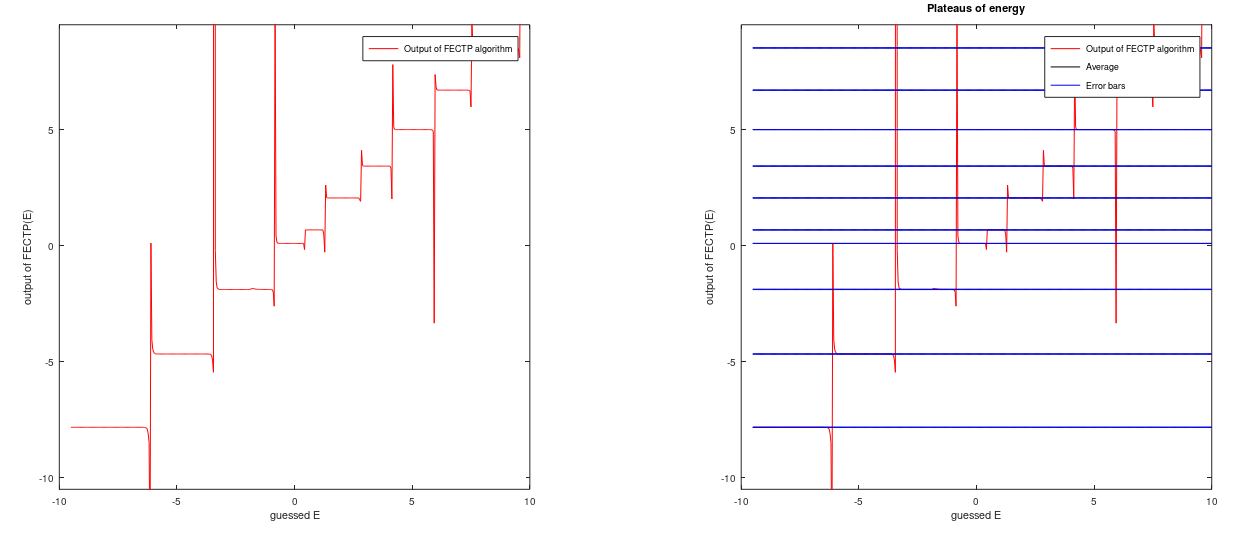 Output of FECTP algorithm
output of FECTP(E)
5
0
-5
-10
-10
-5
0
5
10
guessed E
Plateaus of energy
Output of FECTP algorithm
Average
Error bars
output of FECTP(E)
5
0
-5
-10
-10
-5
0
5
10
guessed E